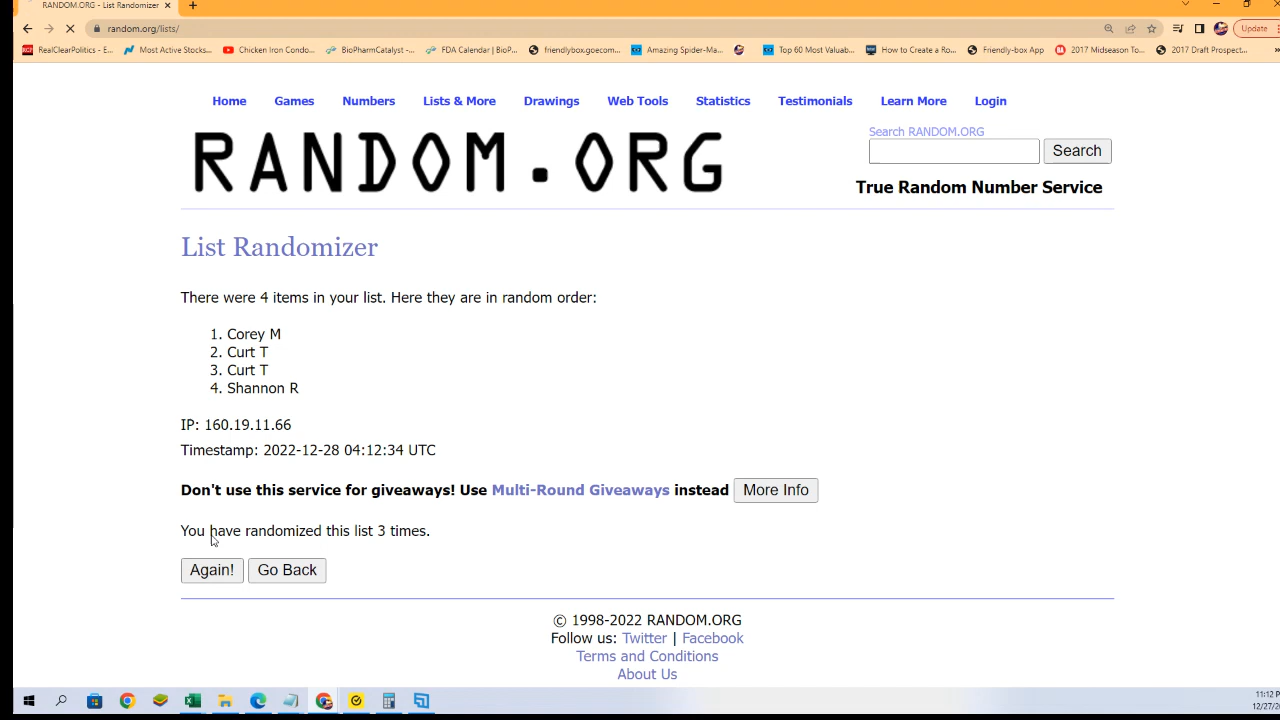 RANDOM.ORG - List Randomizer
random.org/lists/
Update
RealClearPolitics - E...
Most Active Stocks...
Chicken Iron Condo...
BioPharmCatalyst -...
FDA Calendar | BioP...
friendlybox.goecom...
Amazing Spider-Ma...
Top 60 Most Valuab...
How to Create a Ro...
Friendly-box App
2017 Midseason To...
2017 Draft Prospect...
Home Games Numbers Lists & More Drawings Web Tools Statistics Testimonials Learn More Login
RANDOM.ORG
Search RANDOM.ORG
Search
True Random Number Service
List Randomizer
There were 4 items in your list. Here they are in random order:
1. Corey M
2. Curt T
3. Curt T
4. Shannon R
IP: 160.19.11.66
Timestamp: 2022-12-28 04:12:34 UTC
Don't use this service for giveaways! Use Multi-Round Giveaways instead More Info
You have randomized this list 3 times.
Again! Go Back
© 1998-2022 RANDOM.ORG
Follow us: Twitter | Facebook
Terms and Conditions
About Us
11:12 P
12/27/2